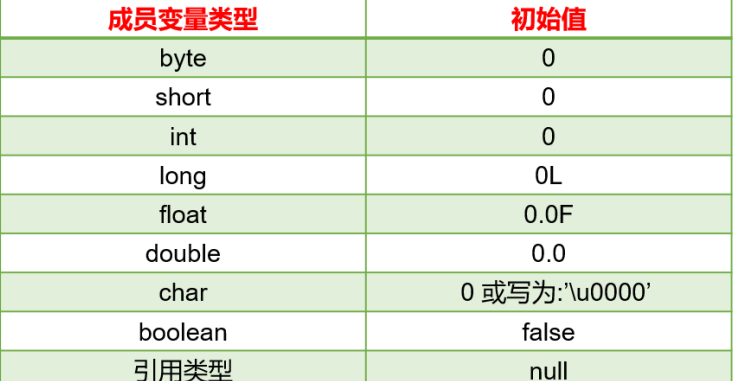 成员变量类型 初始值
byte 0
short 0
int 0
long 0L
float 0.0F
double 0.0
char 0 或写为:’\u0000’
boolean false
引用类型 null